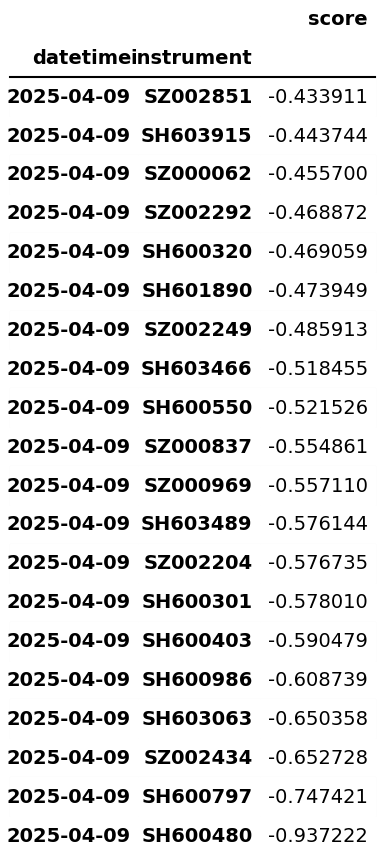 score
datetime instrument
2025-04-09 SZ002851 -0.433911
2025-04-09 SH603915 -0.443744
2025-04-09 SZ000062 -0.455700
2025-04-09 SZ002292 -0.468872
2025-04-09 SH600320 -0.469059
2025-04-09 SH601890 -0.473949
2025-04-09 SZ002249 -0.485913
2025-04-09 SH603466 -0.518455
2025-04-09 SH600550 -0.521526
2025-04-09 SZ000837 -0.554861
2025-04-09 SZ000969 -0.557110
2025-04-09 SH603489 -0.576144
2025-04-09 SZ002204 -0.576735
2025-04-09 SH600301 -0.578010
2025-04-09 SH600403 -0.590479
2025-04-09 SH600986 -0.608739
2025-04-09 SH603063 -0.650358
2025-04-09 SZ002434 -0.652728
2025-04-09 SH600797 -0.747421
2025-04-09 SH600480 -0.937222